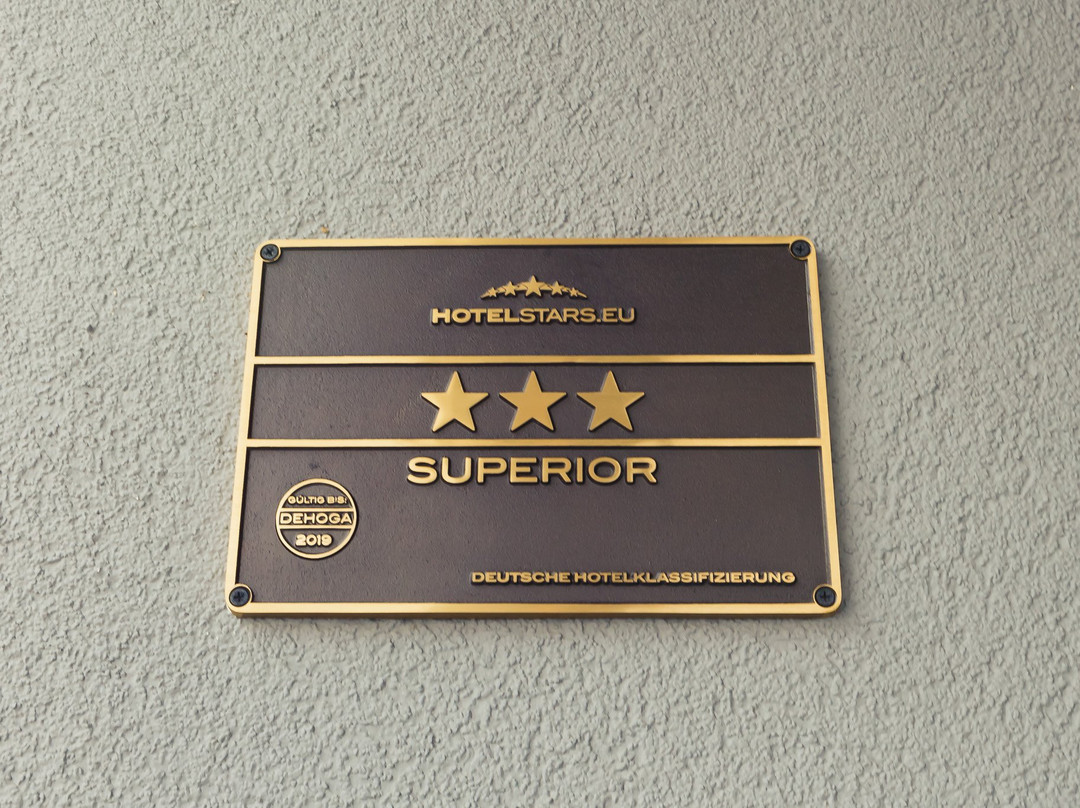 HOTELSTARS.EU
SUPERIOR
GÜLTIG BIS:
DEHOGA
2019
DEUTSCHE HOTELKLASSIFIZIERUNG